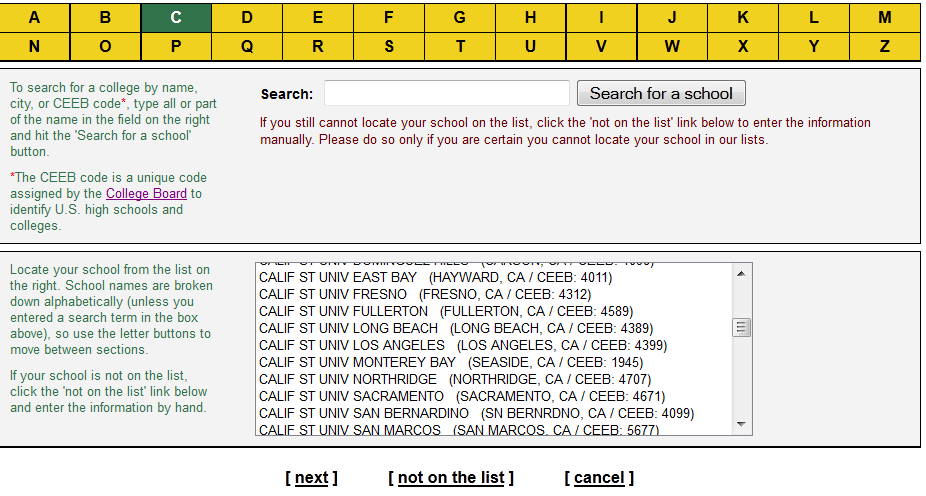 A B C D E F G H I J K L M
N O P Q R S T U V W X Y Z
To search for a college by name,
city, or CEEB code*, type all or part
of the name in the field on the right
and hit the 'Search for a school'
button.
*The CEEB code is a unique code
assigned by the College Board to
identify U.S. high schools and
colleges.
Search: Search for a school
If you still cannot locate your school on the list, click the 'not on the list' link below to enter the information
manually. Please do so only if you are certain you cannot locate your school in our lists.
Locate your school from the list on
the right. School names are broken
down alphabetically (unless you
entered a search term in the box
above), so use the letter buttons to
move between sections.
If your school is not on the list,
click the 'not on the list' link below
and enter the information by hand.
CALIF ST UNIV DOMINGUEZ HILLS (CARSON, CA / CEEB:
CALIF ST UNIV EAST BAY (HAYWARD, CA / CEEB: 4011)
CALIF ST UNIV FRESNO (FRESNO, CA / CEEB: 4312)
CALIF ST UNIV FULLERTON (FULLERTON, CA / CEEB: 4589)
CALIF ST UNIV LONG BEACH (LONG BEACH, CA / CEEB: 4389)
CALIF ST UNIV LOS ANGELES (LOS ANGELES, CA / CEEB: 4399)
CALIF ST UNIV MONTEREY BAY (SEASIDE, CA / CEEB: 1945)
CALIF ST UNIV NORTHRIDGE (NORTHRIDGE, CA / CEEB: 4707)
CALIF ST UNIV SACRAMENTO (SACRAMENTO, CA / CEEB: 4671)
CALIF ST UNIV SAN BERNARDINO (SN BERNRDNO, CA / CEEB: 4099)
CALIF ST UNIV SAN MARCOS (SAN MARCOS, CA / CEEB: 5677)
[ next ] [ not on the list ] [ cancel ]